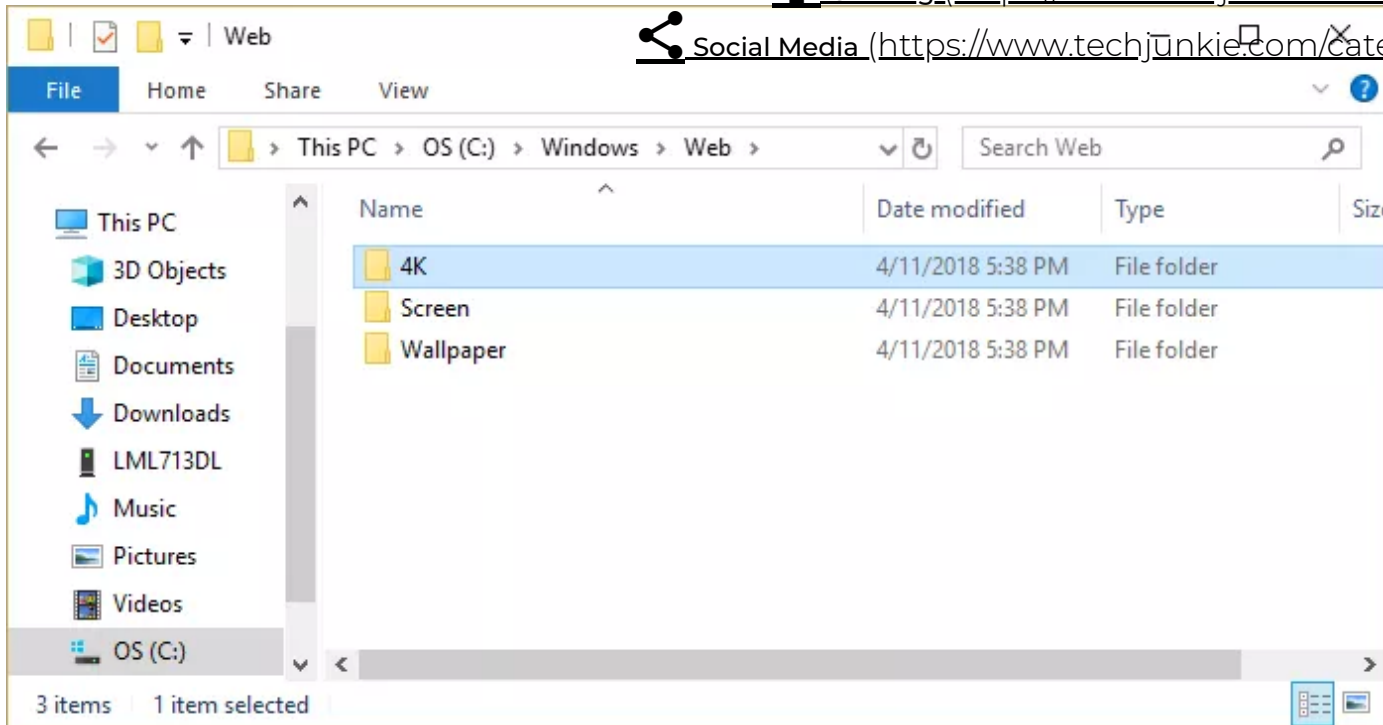 Web
Social Media (https://www.techjunkie.com/cate
File Home Share View
This PC > OS (C:) > Windows > Web >
Search Web
Name Date modified Type Siz
This PC
3D Objects
Desktop
Documents
Downloads
LML713DL
Music
Pictures
Videos
OS (C:)
4K 4/11/2018 5:38 PM File folder
Screen 4/11/2018 5:38 PM File folder
Wallpaper 4/11/2018 5:38 PM File folder
3 items 1 item selected